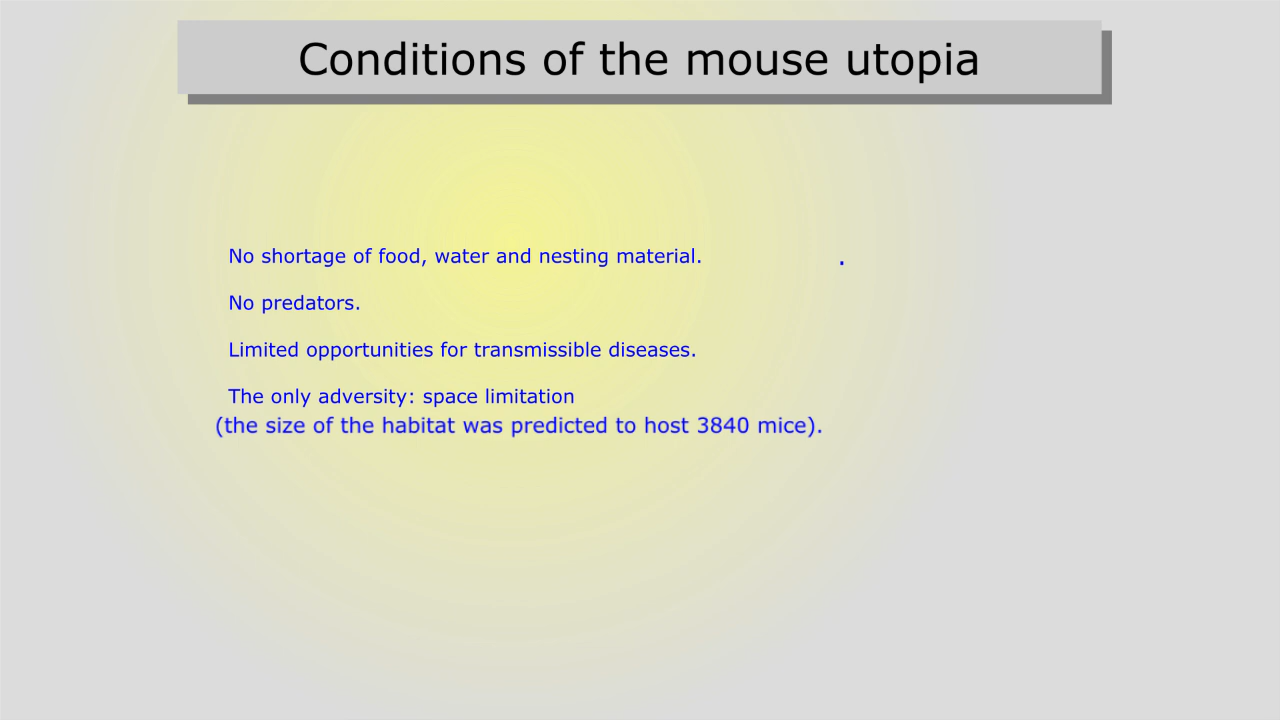 Conditions of the mouse utopia
No shortage of food, water and nesting material. .
No predators.
Limited opportunities for transmissible diseases.
The only adversity: space limitation
(the size of the habitat was predicted to host 3840 mice).